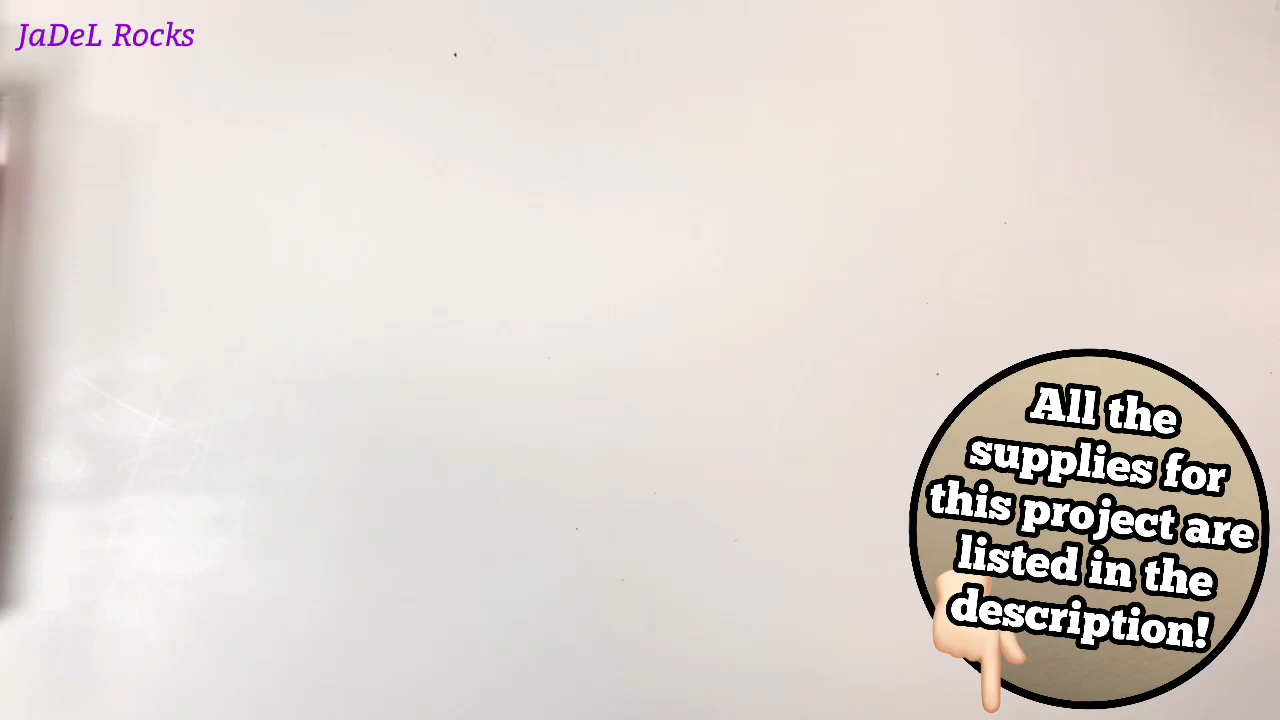 JaDeL Rocks
All the
supplies for
this project are
listed in the
description!